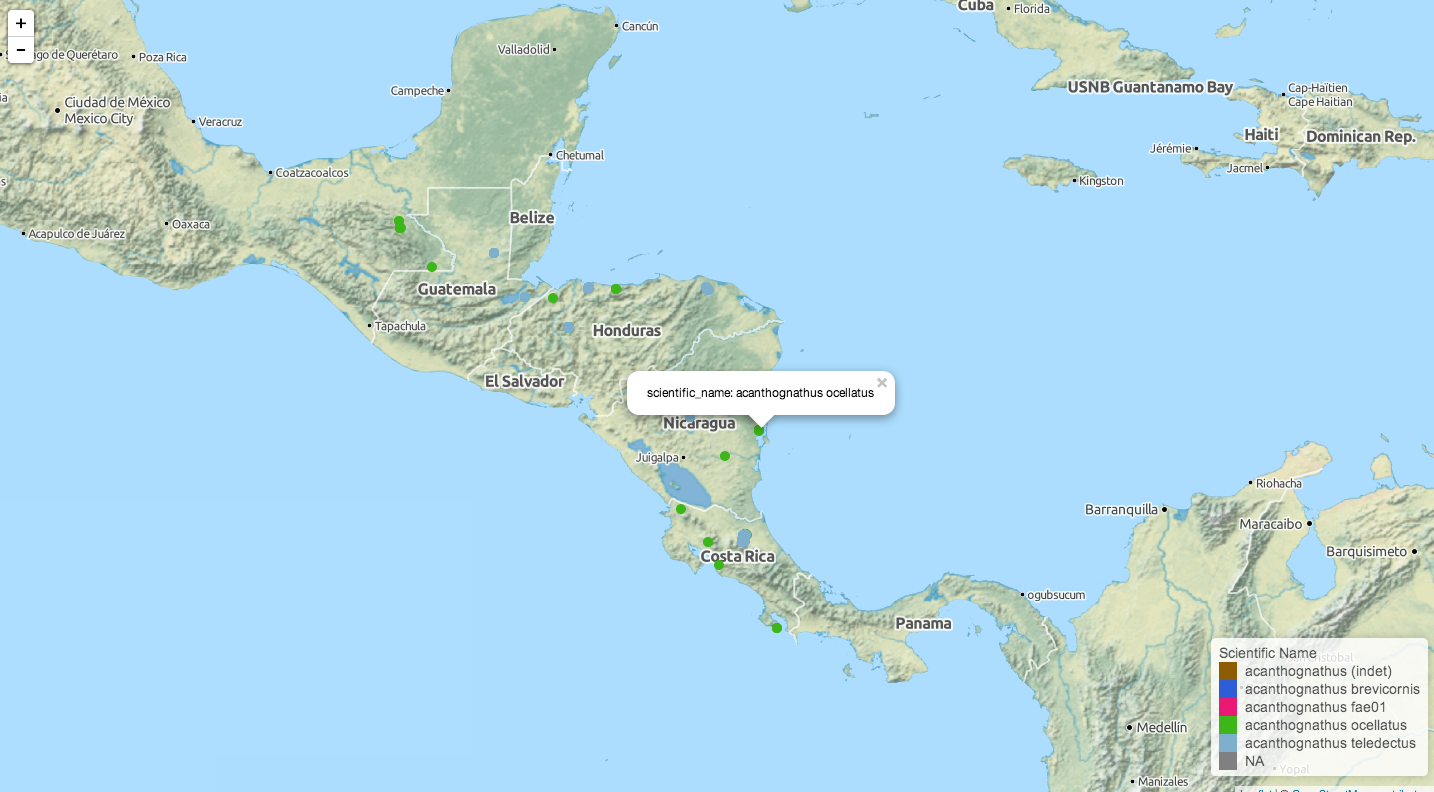 +
−
Cuba
Florida
Cancún
Valladolid
de Querétaro
Poza Rica
Campeche
USNB Guantanamo Bay
Cap-Haïtien
Cape Haitian
Ciudad de México
Mexico City
Veracruz
Haiti
Dominican Rep.
Chetumal
Jérémie
Jacmel
Coatzacoalcos
Kingston
Belize
Oaxaca
Acapulco de Juárez
Guatemala
Tapachula
Honduras
El Salvador
×
scientific_name: acanthognathus ocellatus
Nicaragua
Juigalpa
Riohacha
Barranquilla
Maracaibo
Barquisimeto
Costa Rica
ogubsucum
Panama
Scientific Name
acanthognathus (indet)
acanthognathus brevicornis
acanthognathus fae01
acanthognathus ocellatus
acanthognathus teledectus
NA
Medellín
Yopal
Manizales